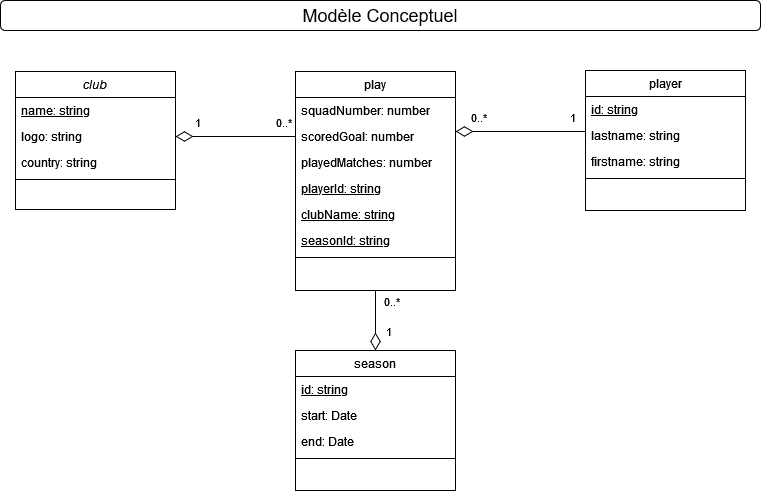 Modèle Conceptuel
club
name: string
logo: string
country: string
1
0..*
play
squadNumber: number
scoredGoal: number
playedMatches: number
playerId: string
clubName: string
seasonId: string
0..*
1
player
id: string
lastname: string
firstname: string
0..*
1
season
id: string
start: Date
end: Date